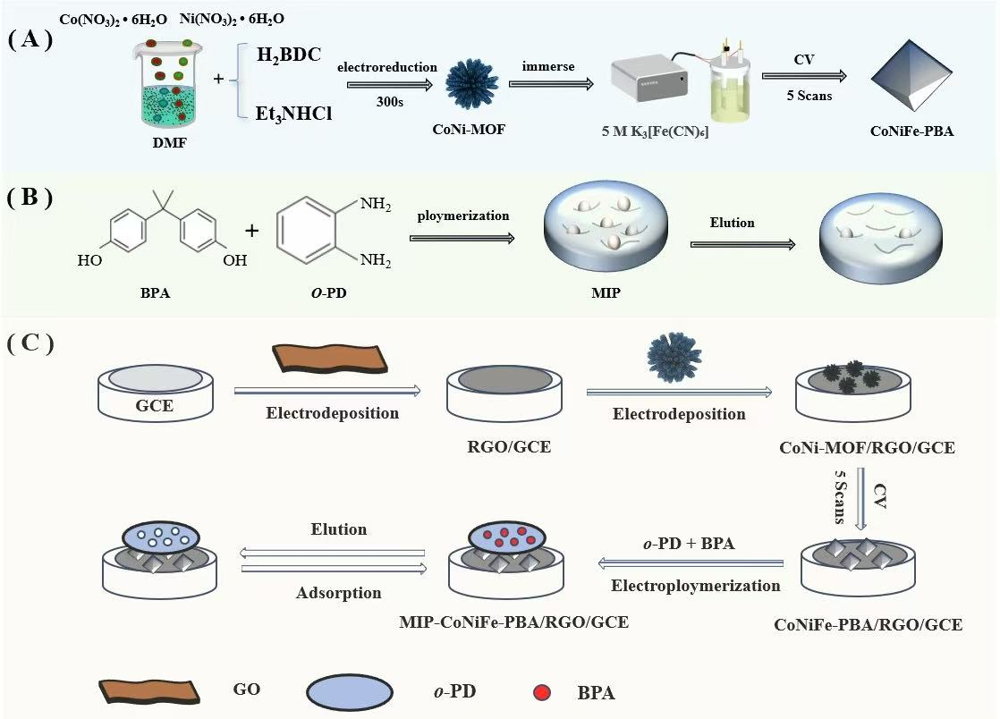 (A)
Co(NO₃)₂ • 6H₂O Ni(NO₃)₂ • 6H₂O
DMF
+
H₂BDC
Et₃NHCl
electroreduction
300s
CoNi-MOF
immerse
5 M K₃[Fe(CN)₆]
CV
5 Scans
CoNiFe-PBA
(B)
HO
OH
BPA
+
NH₂
NH₂
O-PD
ploymerization
MIP
Elution
(C)
GCE
Electrodeposition
RGO/GCE
Electrodeposition
CoNi-MOF/RGO/GCE
CV
5 Scans
CoNiFe-PBA/RGO/GCE
o-PD + BPA
Electroploymerization
MIP-CoNiFe-PBA/RGO/GCE
Elution
Adsorption
GO
o-PD
BPA